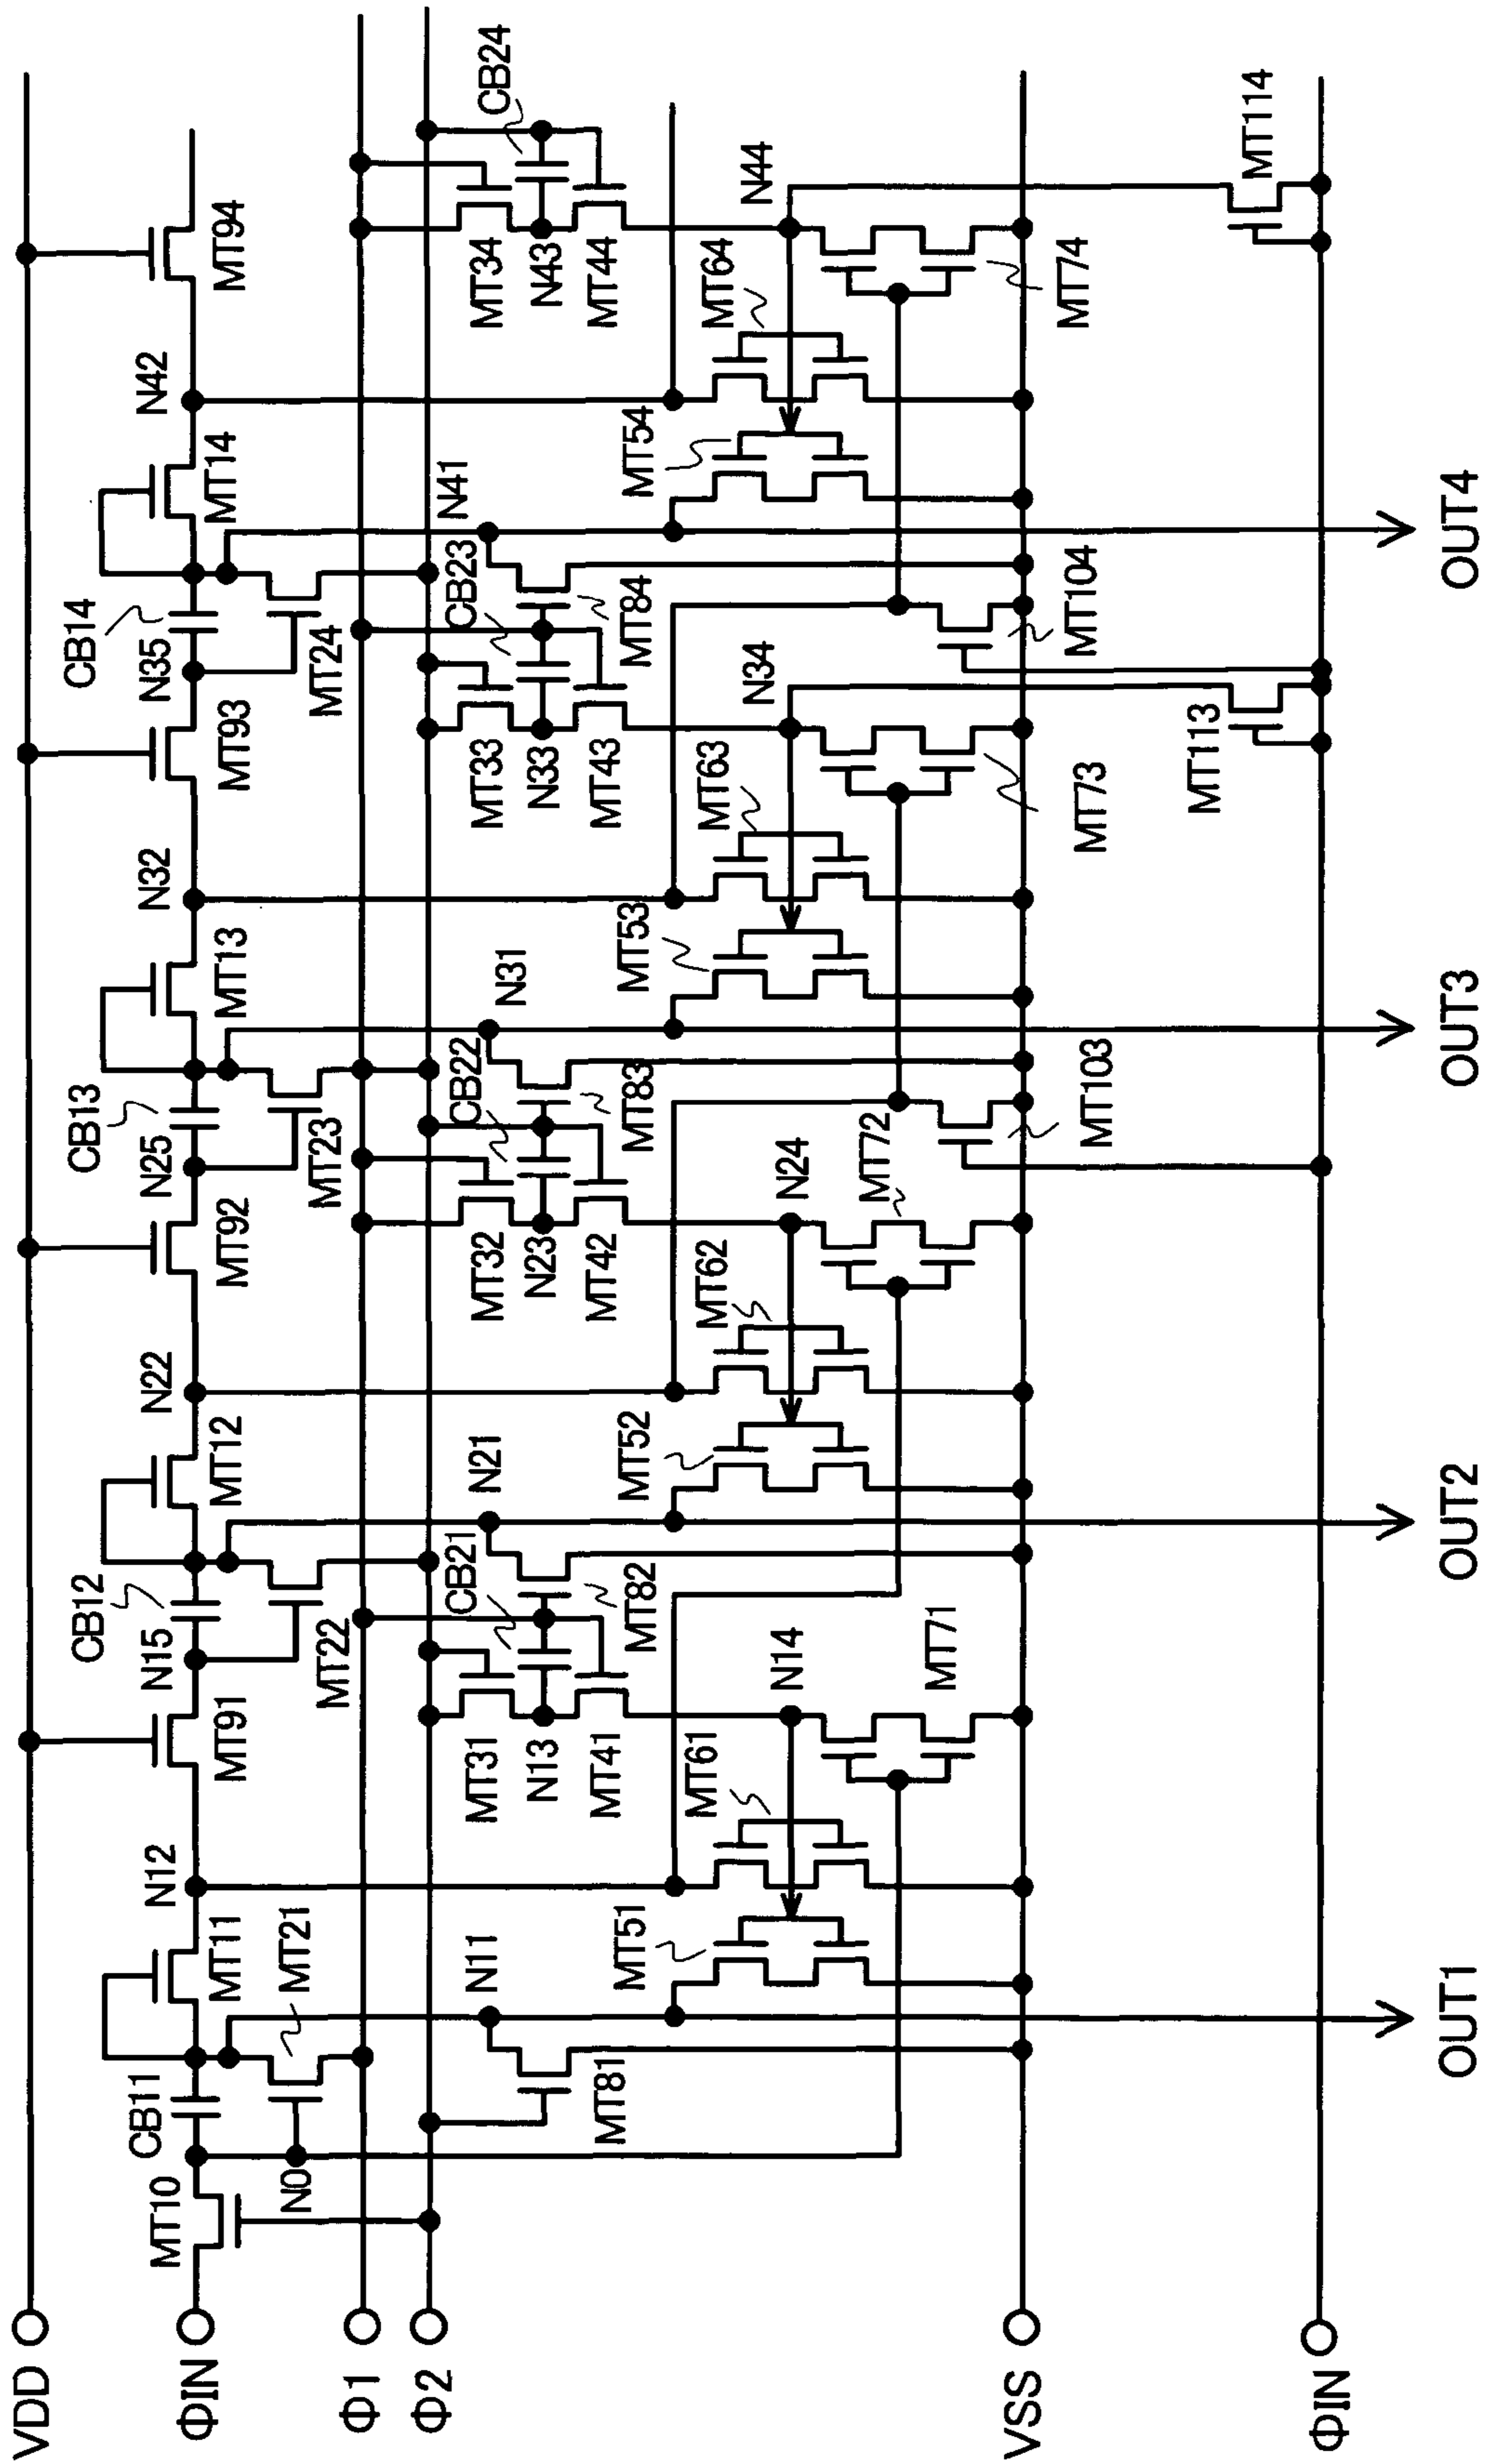 VDD
ΦIN
Φ1
Φ2
VSS
ΦIN
MT10
N0
CB11
MT21
MT11
N12
MT91
N15
CB12
MT22
MT12
N22
MT92
N25
CB13
MT23
MT13
N32
MT93
N35
CB14
MT24
MT14
N42
MT94
MT81
N11
MT31
N13
MT41
CB21
MT82
N21
MT32
N23
MT42
CB22
MT83
N31
MT33
N33
MT43
CB23
MT84
N41
MT34
N43
MT44
CB24
MT51
MT61
N14
MT71
MT52
MT62
N24
MT72
MT103
MT53
MT63
N34
MT73
MT104
MT54
MT64
N44
MT74
MT113
MT114
OUT1
OUT2
OUT3
OUT4